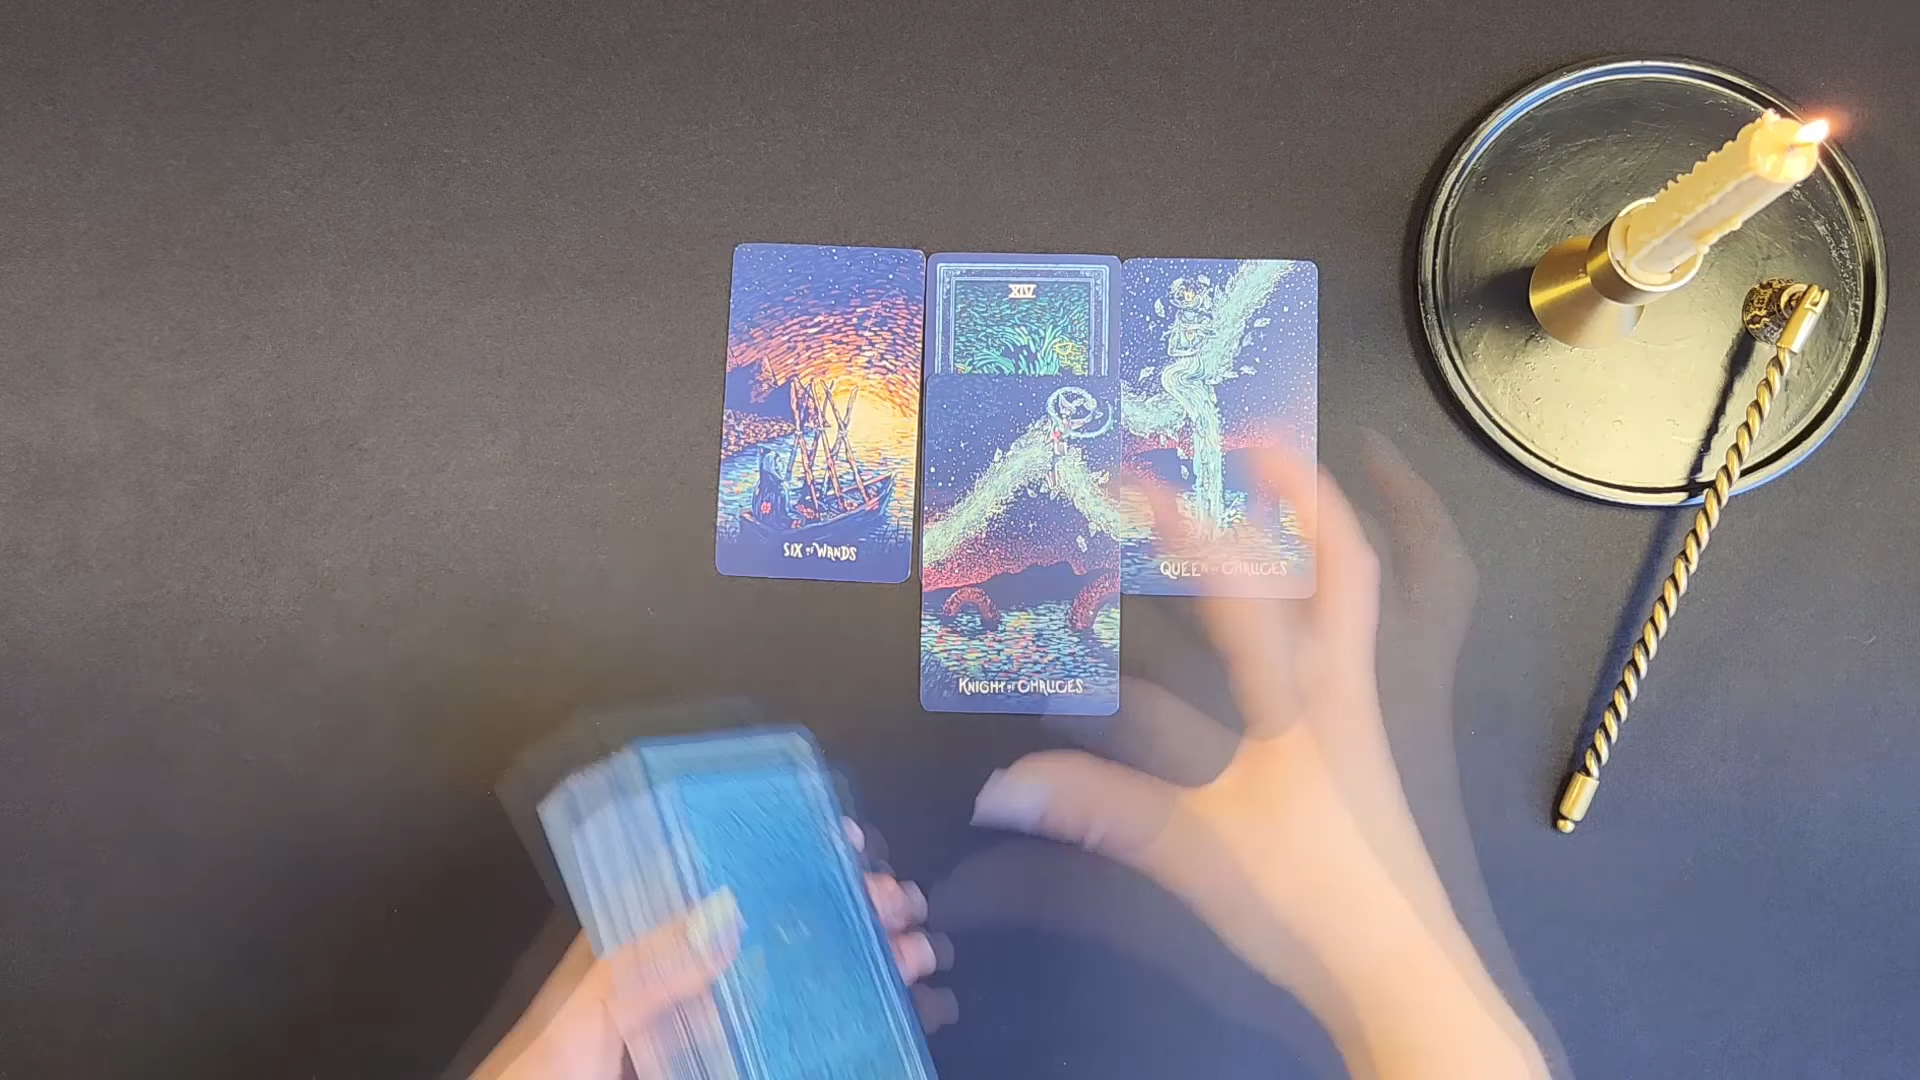 SIX OF WANDS
XIV
QUEEN OF CHALICES
KNIGHT OF CHALICES